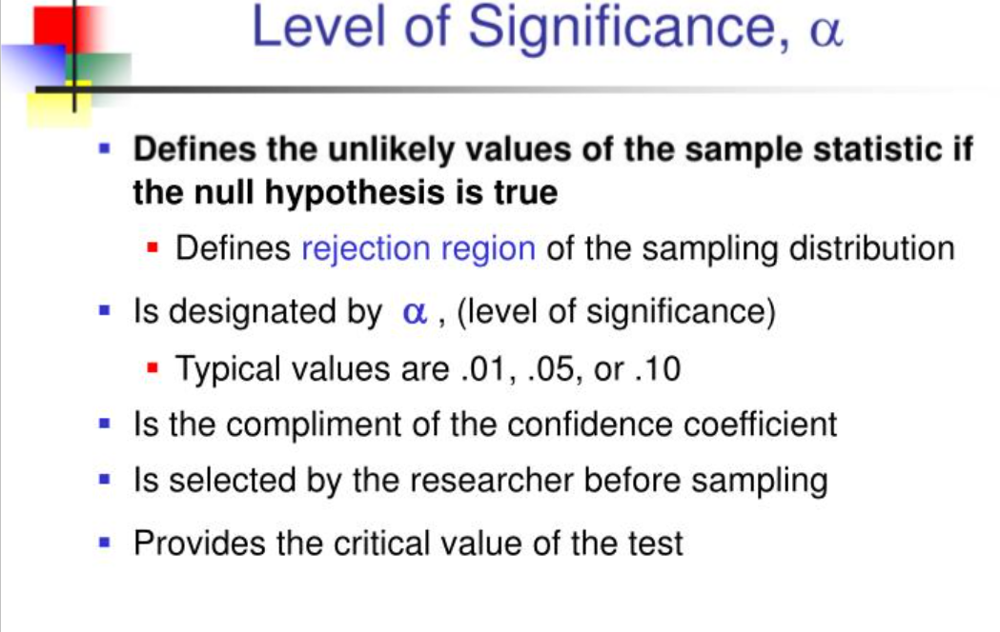 Level of Significance, α
Defines the unlikely values of the sample statistic if
the null hypothesis is true
Defines rejection region of the sampling distribution
Is designated by α , (level of significance)
Typical values are .01, .05, or .10
Is the compliment of the confidence coefficient
Is selected by the researcher before sampling
Provides the critical value of the test